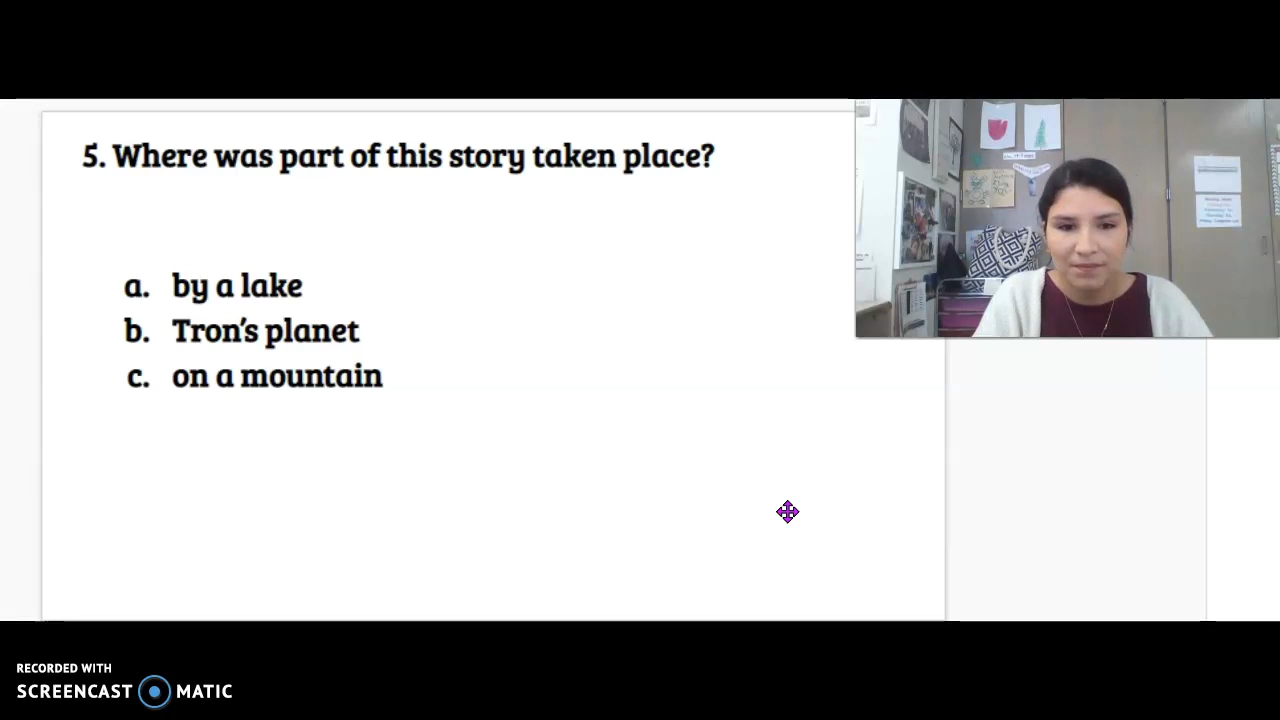 5. Where was part of this story taken place?
a. by a lake
b. Tron's planet
c. on a mountain
RECORDED WITH
SCREENCAST MATIC